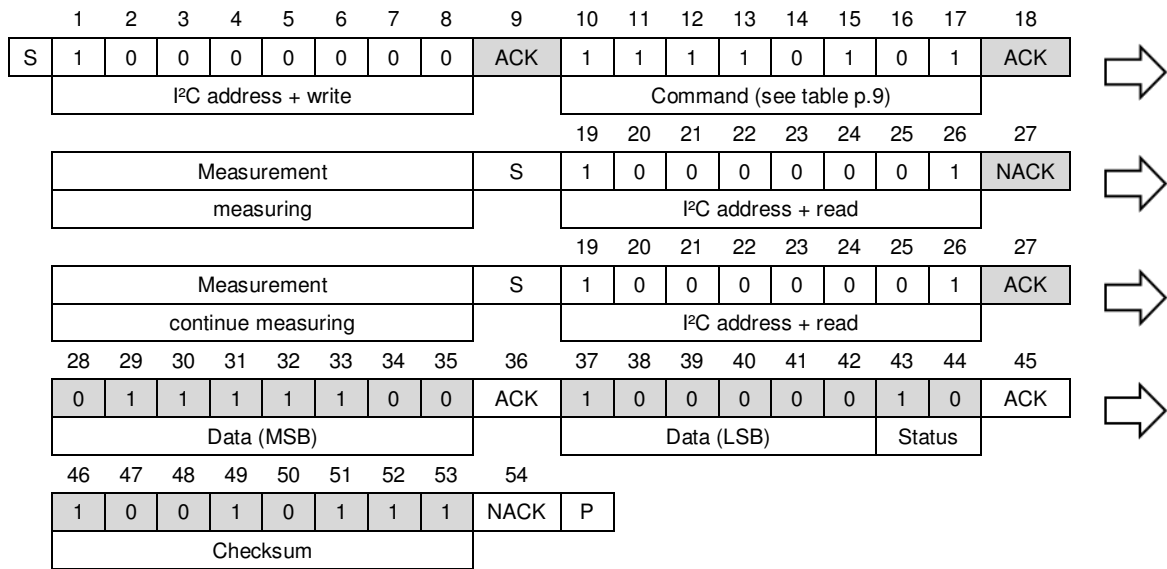 1 2 3 4 5 6 7 8 9 10 11 12 13 14 15 16 17 18
S 1 0 0 0 0 0 0 0 ACK 1 1 1 1 0 1 0 1 ACK
I²C address + write Command (see table p.9)
19 20 21 22 23 24 25 26 27
Measurement S 1 0 0 0 0 0 0 1 NACK
measuring I²C address + read
19 20 21 22 23 24 25 26 27
Measurement S 1 0 0 0 0 0 0 1 ACK
continue measuring I²C address + read
28 29 30 31 32 33 34 35 36 37 38 39 40 41 42 43 44 45
0 1 1 1 1 1 0 0 ACK 1 0 0 0 0 0 1 0 ACK
Data (MSB) Data (LSB) Status
46 47 48 49 50 51 52 53 54
1 0 0 1 0 1 1 1 NACK P
Checksum